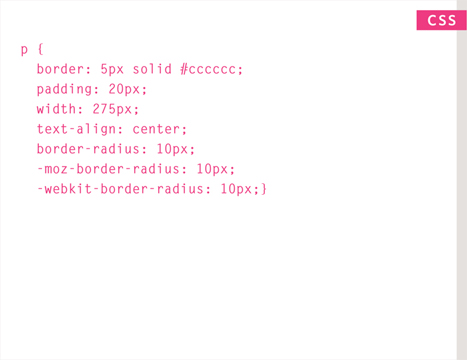 CSS
p {
border: 5px solid #cccccc;
padding: 20px;
width: 275px;
text-align: center;
border-radius: 10px;
-moz-border-radius: 10px;
-webkit-border-radius: 10px;}